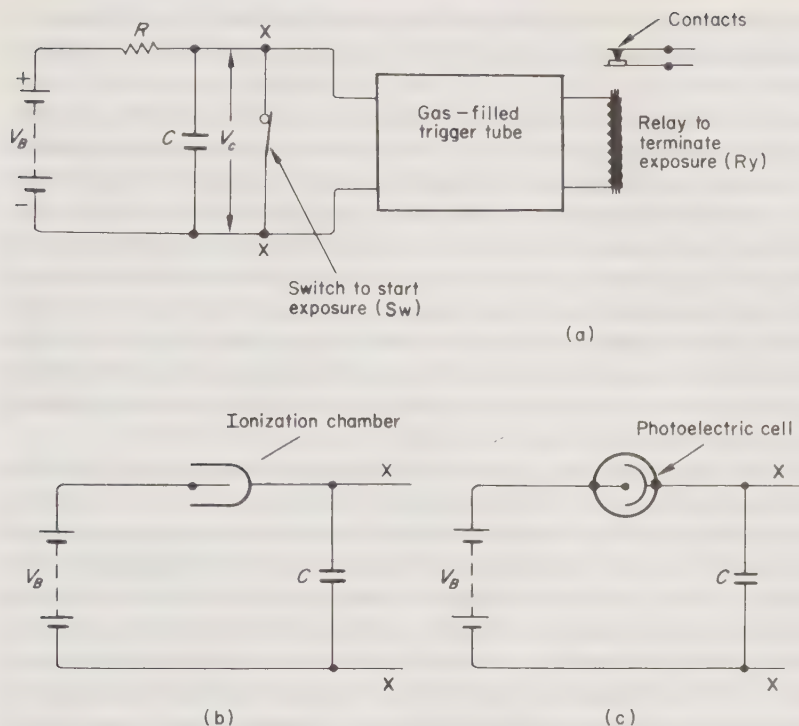 R
X
Contacts
+
V_B
−
C
V_c
Gas-filled
trigger tube
Relay to
terminate
exposure (Ry)
X
Switch to start
exposure (Sw)
(a)
Ionization chamber
X
V_B
C
X
(b)
Photoelectric cell
X
V_B
C
X
(c)